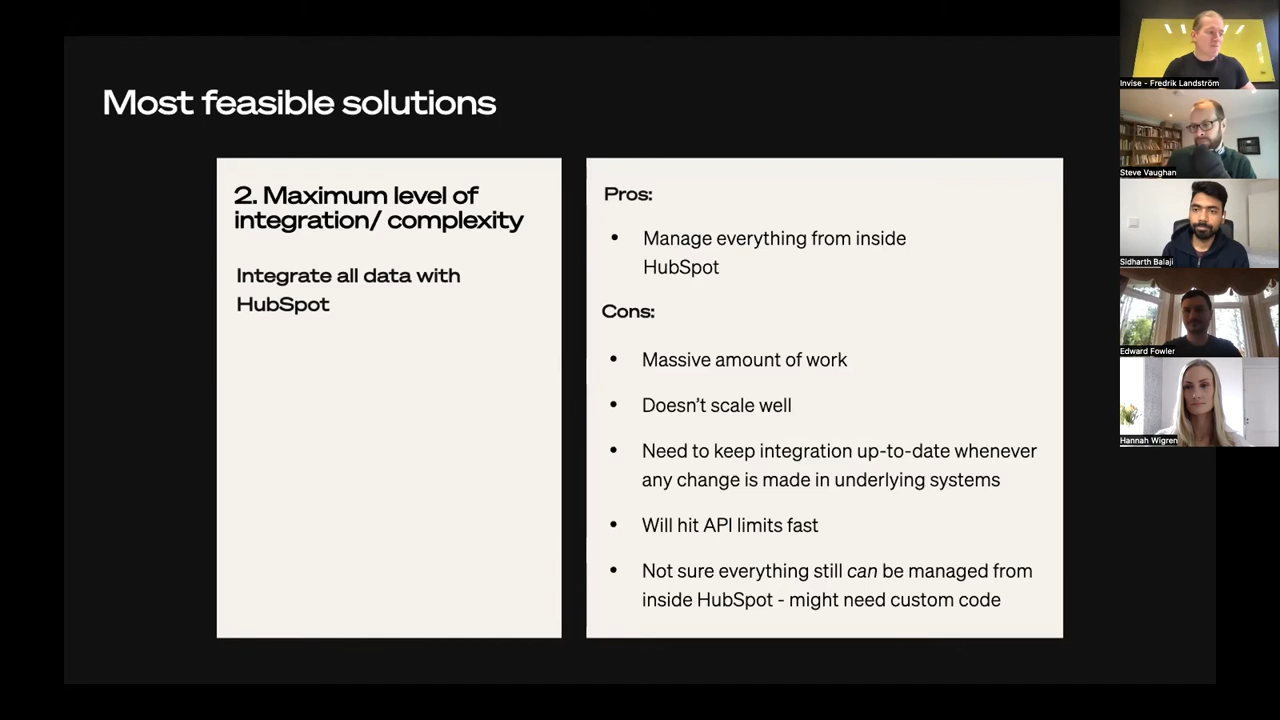 Most feasible solutions
2. Maximum level of
integration/ complexity
Integrate all data with
HubSpot
Pros:
• Manage everything from inside
HubSpot
Cons:
• Massive amount of work
• Doesn’t scale well
• Need to keep integration up-to-date whenever
any change is made in underlying systems
• Will hit API limits fast
• Not sure everything still can be managed from
inside HubSpot - might need custom code
Invise - Fredrik Landström
Steve Vaughan
Sidharth Balaji
Edward Fowler
Hannah Wigren